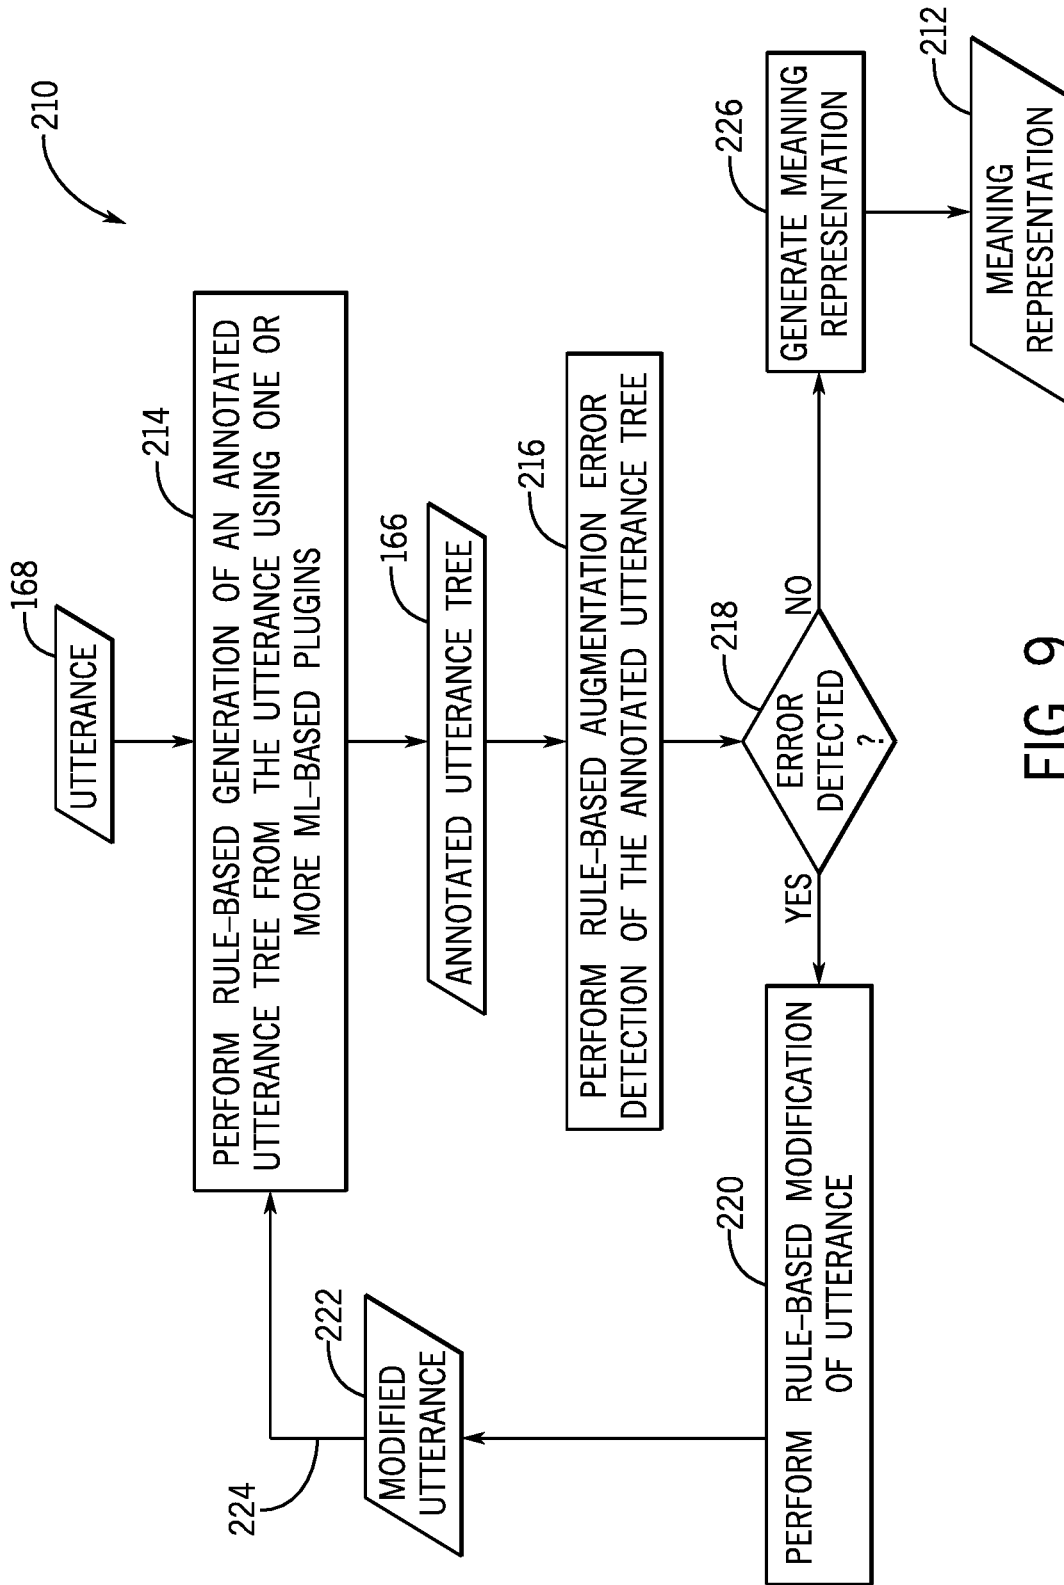 210
168
UTTERANCE
214
PERFORM RULE-BASED GENERATION OF AN ANNOTATED
UTTERANCE TREE FROM THE UTTERANCE USING ONE OR
MORE ML-BASED PLUGINS
166
ANNOTATED UTTERANCE TREE
216
PERFORM RULE-BASED AUGMENTATION ERROR
DETECTION OF THE ANNOTATED UTTERANCE TREE
218
ERROR
DETECTED
?
YES
NO
220
PERFORM RULE-BASED MODIFICATION
OF UTTERANCE
222
MODIFIED
UTTERANCE
224
226
GENERATE MEANING
REPRESENTATION
212
MEANING
REPRESENTATION
FIG. 9